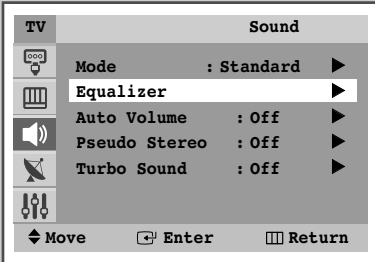 TV Sound
Mode : Standard
Equalizer
Auto Volume : Off
Pseudo Stereo : Off
Turbo Sound : Off
Move Enter Return